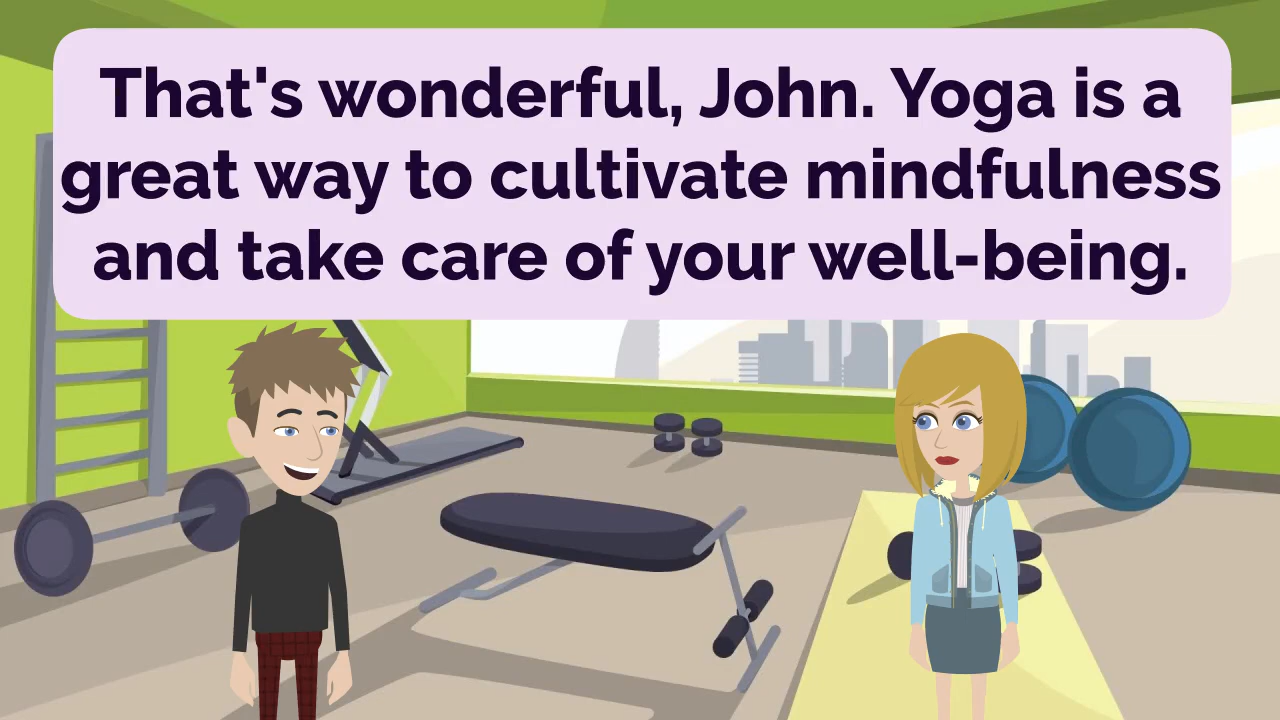 That's wonderful, John. Yoga is a
great way to cultivate mindfulness
and take care of your well-being.